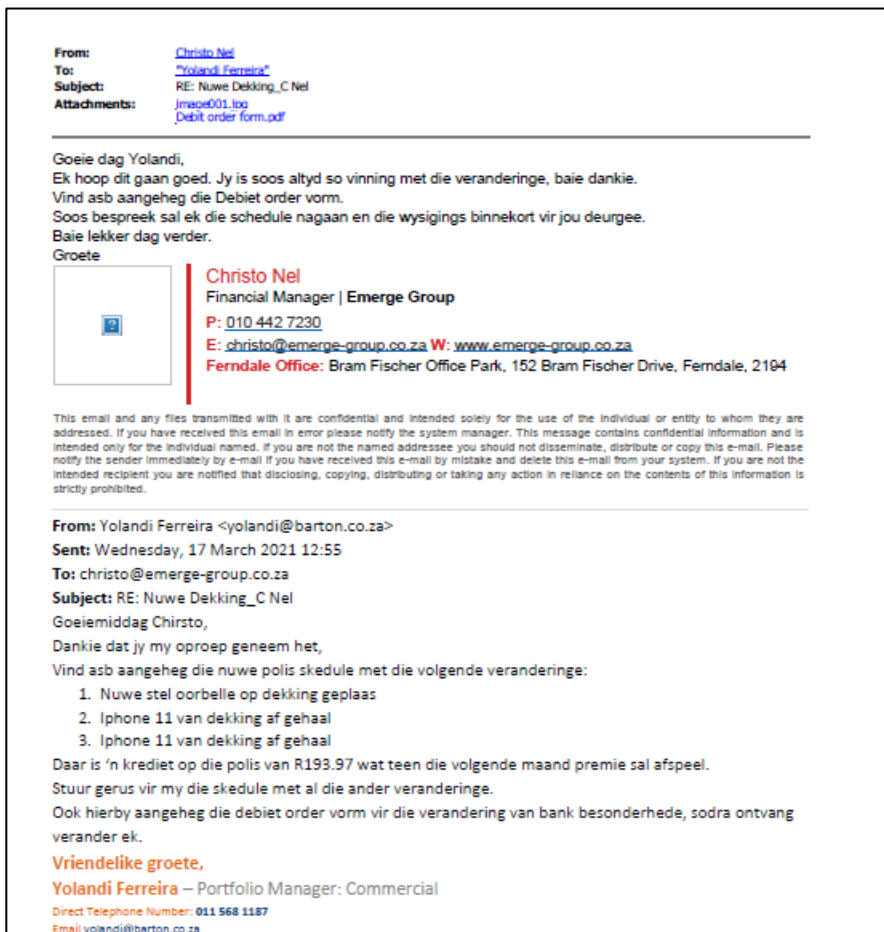 From: Christo Nel
To: "Yolandi Ferreira"
Subject: RE: Nuwe Dekking_C Nel
Attachments: image001.jpg
Debit order form.pdf
Goeie dag Yolandi,
Ek hoop dit gaan goed. Jy is soos altyd so vinning met die veranderinge, baie dankie.
Vind asb aangeheg die Debiet order vorm.
Soos bespreek sal ek die schedule nagaan en die wysigings binnekort vir jou deurgee.
Baie lekker dag verder.
Groete
Christo Nel
Financial Manager | Emerge Group
P: 010 442 7230
E: christo@emerge-group.co.za W: www.emerge-group.co.za
Ferndale Office: Bram Fischer Office Park, 152 Bram Fischer Drive, Ferndale, 2194
This email and any files transmitted with it are confidential and intended solely for the use of the individual or entity to whom they are
addressed. If you have received this email in error please notify the system manager. This message contains confidential information and is
intended only for the individual named. If you are not the named addressee you should not disseminate, distribute or copy this e-mail. Please
notify the sender immediately by e-mail if you have received this e-mail by mistake and delete this e-mail from your system. If you are not the
intended recipient you are notified that disclosing, copying, distributing or taking any action in reliance on the contents of this information is
strictly prohibited.
From: Yolandi Ferreira <yolandi@barton.co.za>
Sent: Wednesday, 17 March 2021 12:55
To: christo@emerge-group.co.za
Subject: RE: Nuwe Dekking_C Nel
Goeiemiddag Chirsto,
Dankie dat jy my oproep geneem het,
Vind asb aangeheg die nuwe polis skedule met die volgende veranderinge:
1. Nuwe stel oorbelle op dekking geplaas
2. Iphone 11 van dekking af gehaal
3. Iphone 11 van dekking af gehaal
Daar is 'n krediet op die polis van R193.97 wat teen die volgende maand premie sal afspeel.
Stuur gerus vir my die skedule met al die ander veranderinge.
Ook hierby aangeheg die debiet order vorm vir die verandering van bank besonderhede, sodra ontvang
verander ek.
Vriendelike groete,
Yolandi Ferreira – Portfolio Manager: Commercial
Direct Telephone Number: 011 568 1187
Email yolandi@barton.co.za